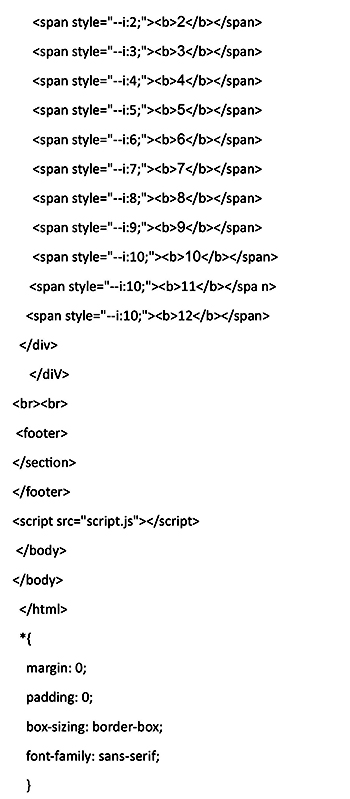 <span style="--i:2;"><b>2</b></span>
<span style="--i:3;"><b>3</b></span>
<span style="--i:4;"><b>4</b></span>
<span style="--i:5;"><b>5</b></span>
<span style="--i:6;"><b>6</b></span>
<span style="--i:7;"><b>7</b></span>
<span style="--i:8;"><b>8</b></span>
<span style="--i:9;"><b>9</b></span>
<span style="--i:10;"><b>10</b></span>
<span style="--i:10;"><b>11</b></spa n>
<span style="--i:10;"><b>12</b></span>
</div>
</diV>
<br><br>
<footer>
</section>
</footer>
<script src="script.js"></script>
</body>
</body>
</html>
*{
margin: 0;
padding: 0;
box-sizing: border-box;
font-family: sans-serif;
}